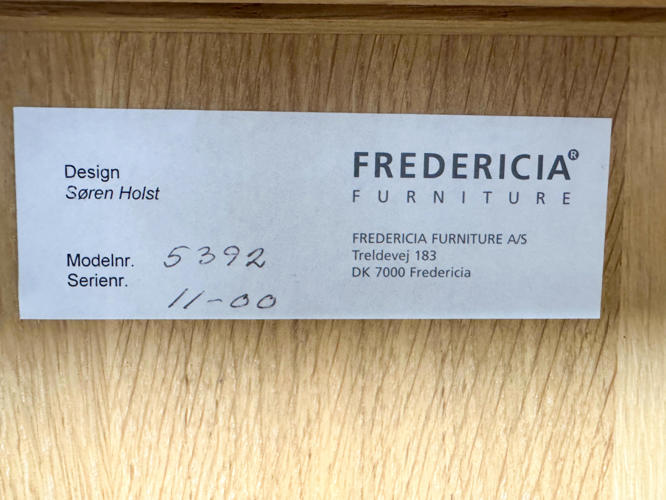 Design
Søren Holst
Modelnr. 5392
Serienr.
11-00
FREDERICIA®
FURNITURE
FREDERICIA FURNITURE A/S
Treldevej 183
DK 7000 Fredericia